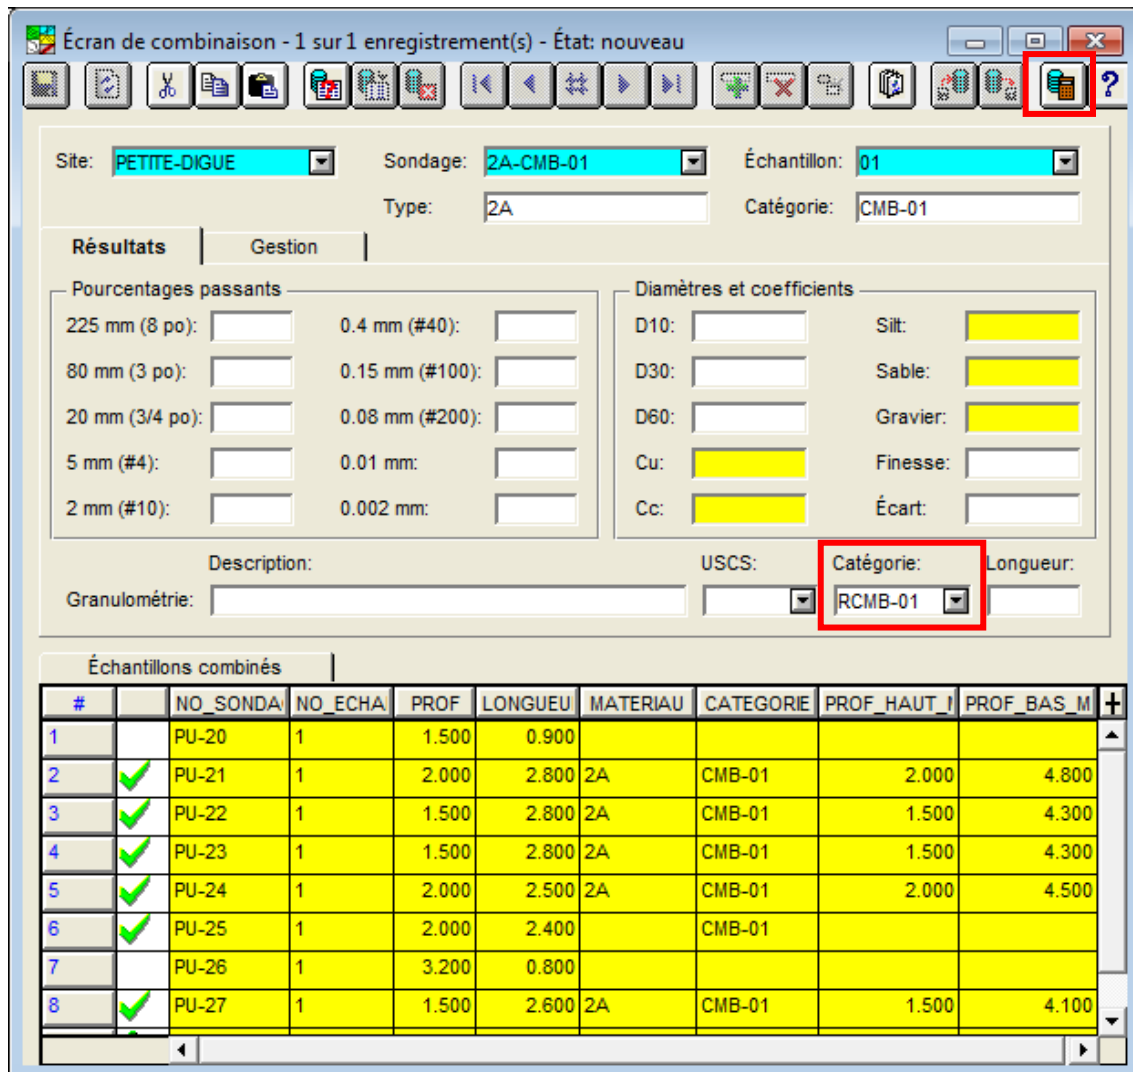 Écran de combinaison - 1 sur 1 enregistrement(s) - État: nouveau
?
Site: PETITE-DIGUE Sondage: 2A-CMB-01 Échantillon: 01
Type: 2A Catégorie: CMB-01
Résultats Gestion
Pourcentages passants Diamètres et coefficients
225 mm (8 po): 0.4 mm (#40): D10: Silt:
80 mm (3 po): 0.15 mm (#100): D30: Sable:
20 mm (3/4 po): 0.08 mm (#200): D60: Gravier:
5 mm (#4): 0.01 mm: Cu: Finesse:
2 mm (#10): 0.002 mm: Cc: Écart:
Description: USCS: Catégorie: Longueur:
Granulométrie: RCMB-01
Échantillons combinés
# NO_SONDA NO_ECHA PROF LONGUEU MATERIAU CATEGORIE PROF_HAUT_M PROF_BAS_M +
1 PU-20 1 1.500 0.900
2 PU-21 1 2.000 2.800 2A CMB-01 2.000 4.800
3 PU-22 1 1.500 2.800 2A CMB-01 1.500 4.300
4 PU-23 1 1.500 2.800 2A CMB-01 1.500 4.300
5 PU-24 1 2.000 2.500 2A CMB-01 2.000 4.500
6 PU-25 1 2.000 2.400 CMB-01
7 PU-26 1 3.200 0.800
8 PU-27 1 1.500 2.600 2A CMB-01 1.500 4.100